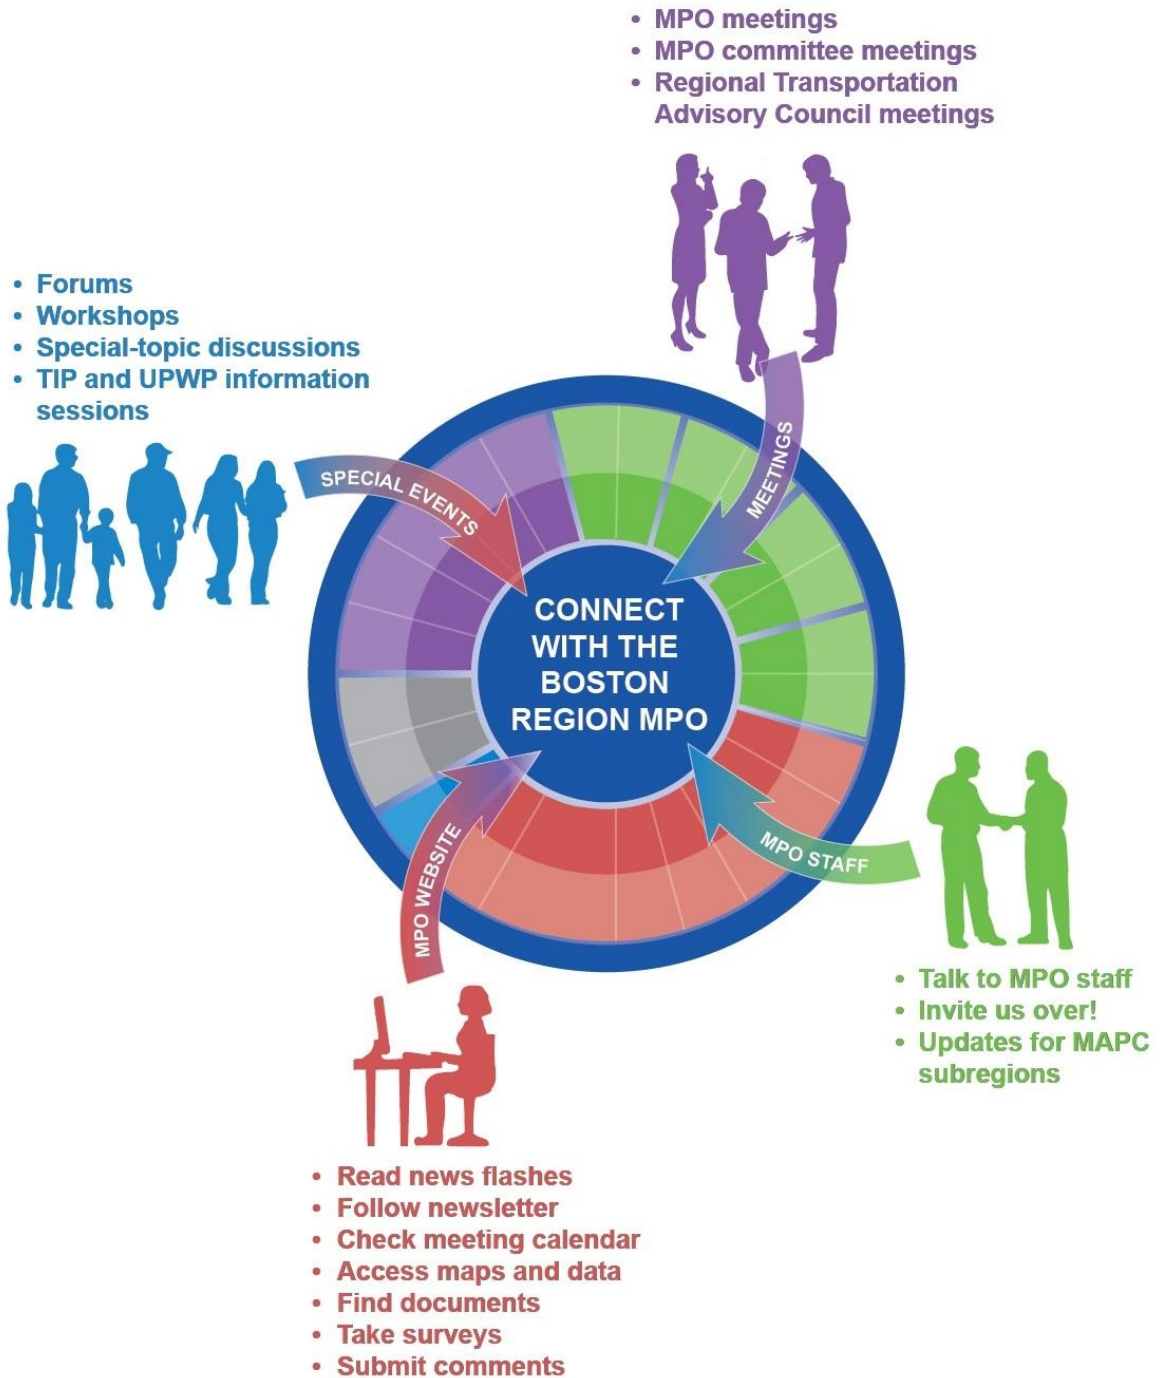 • MPO meetings
• MPO committee meetings
• Regional Transportation
Advisory Council meetings
• Forums
• Workshops
• Special-topic discussions
• TIP and UPWP information
sessions
SPECIAL EVENTS
MEETINGS
CONNECT
WITH THE
BOSTON
REGION MPO
MPO WEBSITE
MPO STAFF
• Talk to MPO staff
• Invite us over!
• Updates for MAPC
subregions
• Read news flashes
• Follow newsletter
• Check meeting calendar
• Access maps and data
• Find documents
• Take surveys
• Submit comments